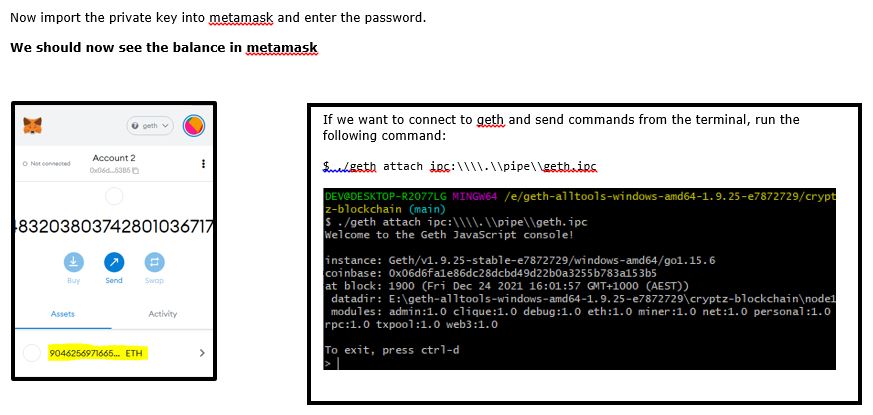 Now import the private key into metamask and enter the password.
We should now see the balance in metamask
geth
Not connected
Account 2
0x06d...5385
483203803742801036717
Buy
Send
Swap
Assets
Activity
9046256971665... ETH
If we want to connect to geth and send commands from the terminal, run the
following command:
$ ./geth attach ipc:\\\\.\\pipe\\geth.ipc
DEV@DESKTOP-R2O77LG MINGW64 /e/geth-alltools-windows-amd64-1.9.25-e7872729/crypt
z-blockchain (main)
$ ./geth attach ipc:\\\\.\\pipe\\geth.ipc
Welcome to the Geth JavaScript console!
instance: Geth/v1.9.25-stable-e7872729/windows-amd64/go1.15.6
coinbase: 0x06d6fa1e86dc28dcbd49d22b0a3255b783a153b5
at block: 1900 (Fri Dec 24 2021 16:01:57 GMT+1000 (AEST))
datadir: E:\geth-alltools-windows-amd64-1.9.25-e7872729\cryptz-blockchain\node1
modules: admin:1.0 clique:1.0 debug:1.0 eth:1.0 miner:1.0 net:1.0 personal:1.0
rpc:1.0 txpool:1.0 web3:1.0
To exit, press ctrl-d
>